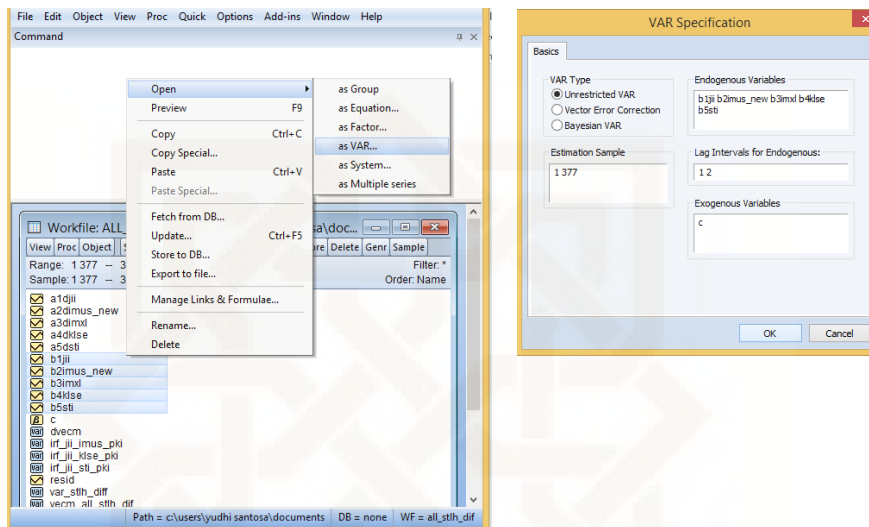 File Edit Object View Proc Quick Options Add-ins Window Help
Command
Open
Preview F9
Copy Ctrl+C
Copy Special...
Paste Ctrl+V
Paste Special...
Fetch from DB...
Update... Ctrl+F5
Store to DB...
Export to file...
Manage Links & Formulae...
Rename...
Delete
as Group
as Equation...
as Factor...
as VAR...
as System...
as Multiple series
Workfile: ALL_
sa\doc...
View Proc Object
Delete Genr Sample
Range: 1 377 -- 3
Filter: *
Sample: 1 377 -- 3
Order: Name
a1djii
a2dimus_new
a3dimxl
a4dklse
a5dsti
b1jii
b2imus_new
b3imxl
b4klse
b5sti
c
dvecm
irf_jii_imus_pki
irf_jii_klse_pki
irf_jii_sti_pki
resid
var_stlh_diff
vecm_all_stlh_dif
Path = c:\users\yudhi santosa\documents DB = none WF = all_stlh_dif
VAR Specification
Basics
VAR Type
Unrestricted VAR
Vector Error Correction
Bayesian VAR
Estimation Sample
1 377
Endogenous Variables
b1jii b2imus_new b3imxl b4klse
b5sti
Lag Intervals for Endogenous:
1 2
Exogenous Variables
c
OK Cancel